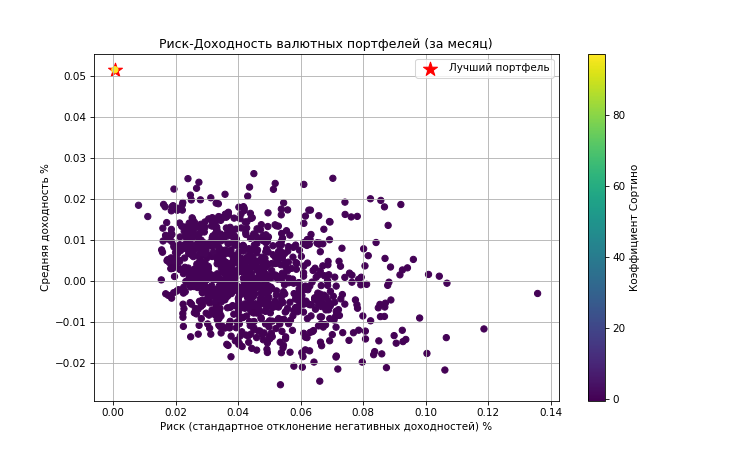 Риск-Доходность валютных портфелей (за месяц)
Лучший портфель
Средняя доходность %
0.05
0.04
0.03
0.02
0.01
0.00
−0.01
−0.02
0.00 0.02 0.04 0.06 0.08 0.10 0.12 0.14
Риск (стандартное отклонение негативных доходностей) %
80
60
40
20
0
Коэффициент Сортино